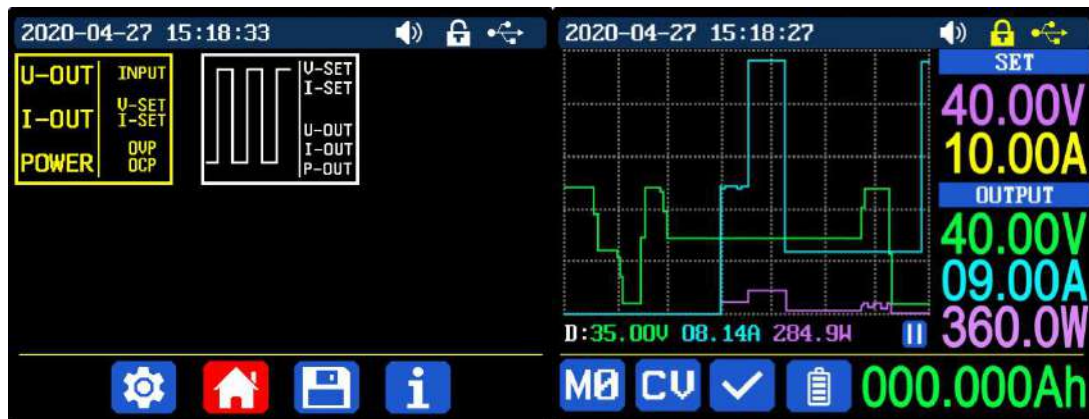 2020-04-27 15:18:33
U-OUT INPUT
I-OUT V-SET
I-SET
POWER OVP
OCP
V-SET
I-SET
U-OUT
I-OUT
P-OUT
i
2020-04-27 15:18:27
SET
40.00V
10.00A
OUTPUT
40.00V
09.00A
360.0W
D:35.00V 08.14A 284.9W
M0 CV 000.000Ah